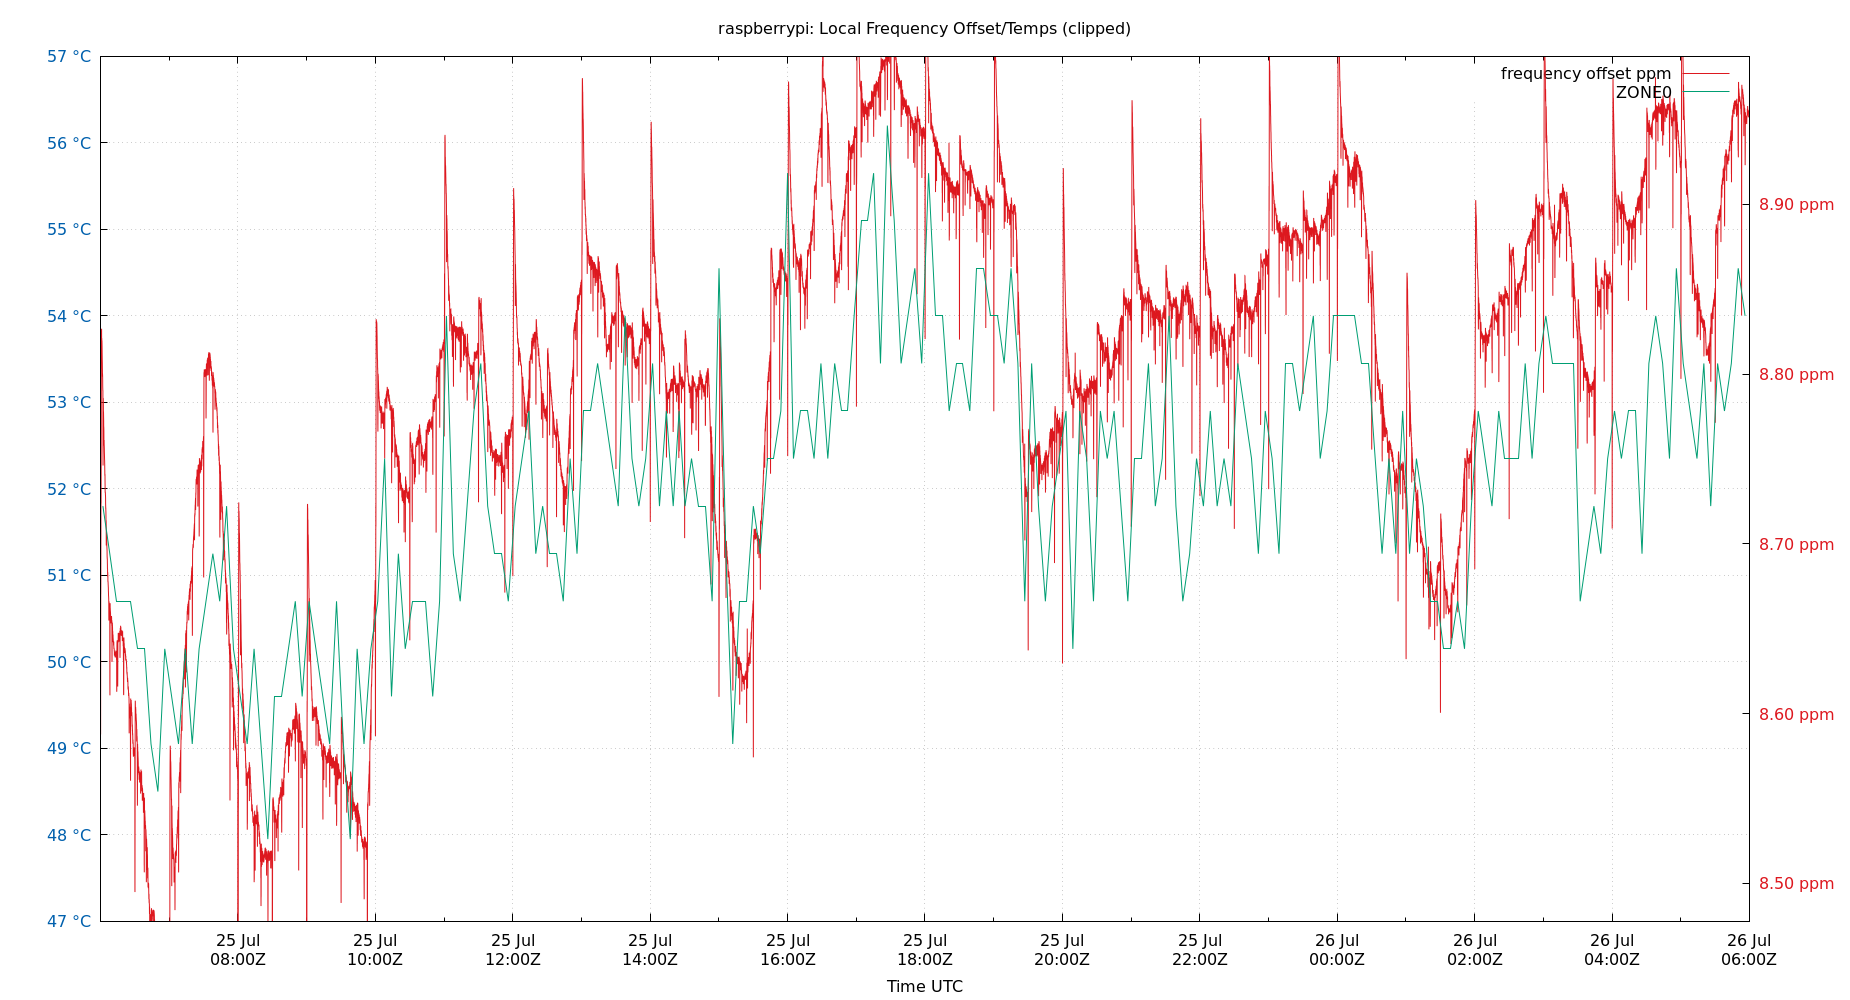 raspberrypi: Local Frequency Offset/Temps (clipped)
57 °C
56 °C
55 °C
54 °C
53 °C
52 °C
51 °C
50 °C
49 °C
48 °C
47 °C
frequency offset ppm
ZONE0
8.90 ppm
8.80 ppm
8.70 ppm
8.60 ppm
8.50 ppm
25 Jul 25 Jul 25 Jul 25 Jul 25 Jul 25 Jul 25 Jul 25 Jul 26 Jul 26 Jul 26 Jul 26 Jul
08:00Z 10:00Z 12:00Z 14:00Z 16:00Z 18:00Z 20:00Z 22:00Z 00:00Z 02:00Z 04:00Z 06:00Z
Time UTC